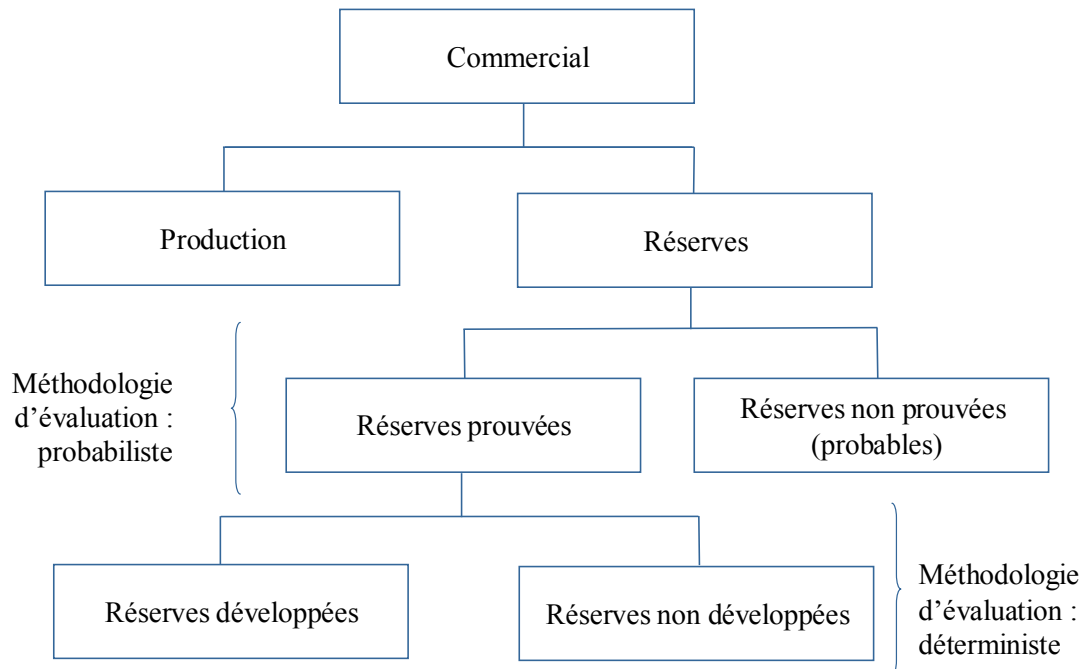 Commercial
Production
Réserves
Méthodologie
d’évaluation :
probabiliste
Réserves prouvées
Réserves non prouvées
(probables)
Réserves développées
Réserves non développées
Méthodologie
d’évaluation :
déterministe